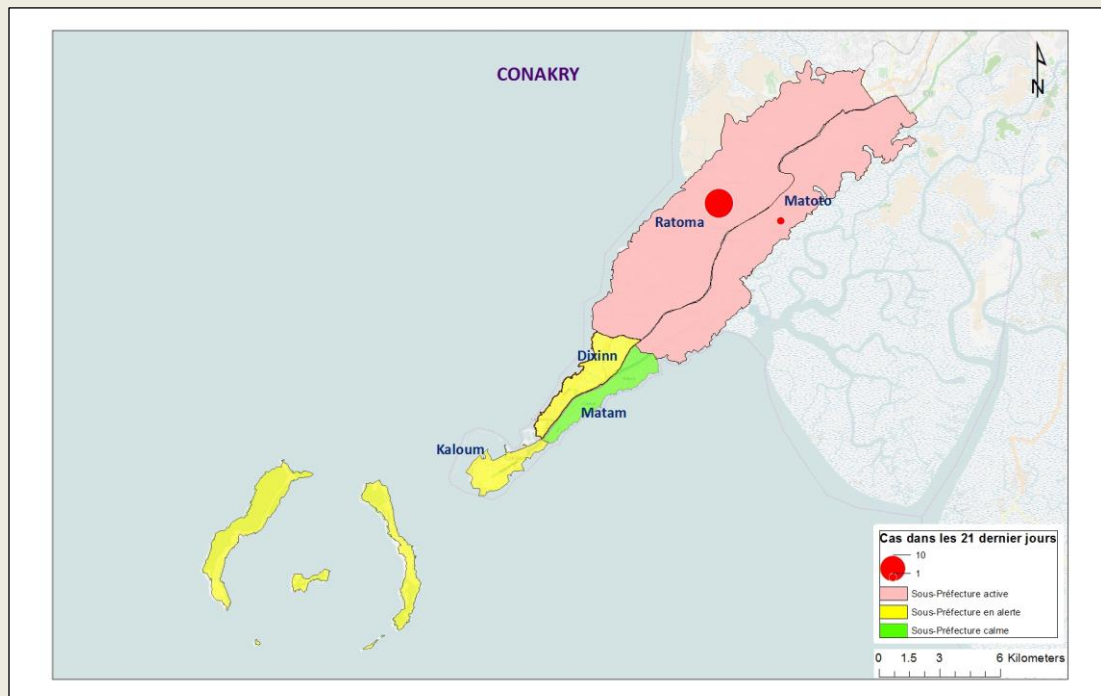 CONAKRY
N
Matoto
Ratoma
Dixinn
Matam
Kaloum
Cas dans les 21 dernier jours
10
1
Sous-Préfecture active
Sous-Préfecture en alerte
Sous-Préfecture calme
0 1.5 3 6 Kilometers